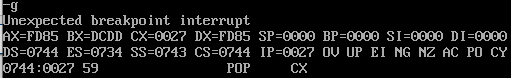 -g
Unexpected breakpoint interrupt
AX=FD85 BX=DCDD CX=0027 DX=FD85 SP=0000 BP=0000 SI=0000 DI=0000
DS=0744 ES=0734 SS=0743 CS=0744 IP=0027 OV UP EI NG NZ AC PO CY
0744:0027 59 POP CX